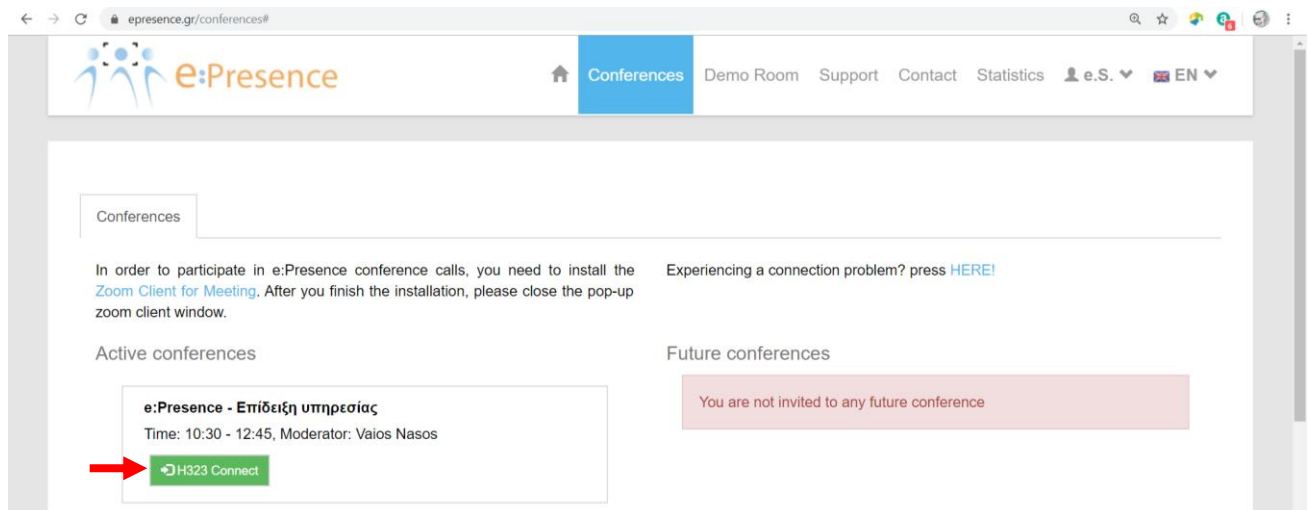 epresence.gr/conferences#
e:Presence
Conferences Demo Room Support Contact Statistics e.S. EN
Conferences
In order to participate in e:Presence conference calls, you need to install the
Zoom Client for Meeting. After you finish the installation, please close the pop-up
zoom client window.
Experiencing a connection problem? press HERE!
Active conferences
e:Presence - Επίδειξη υπηρεσίας
Time: 10:30 - 12:45, Moderator: Vaios Nasos
H323 Connect
Future conferences
You are not invited to any future conference